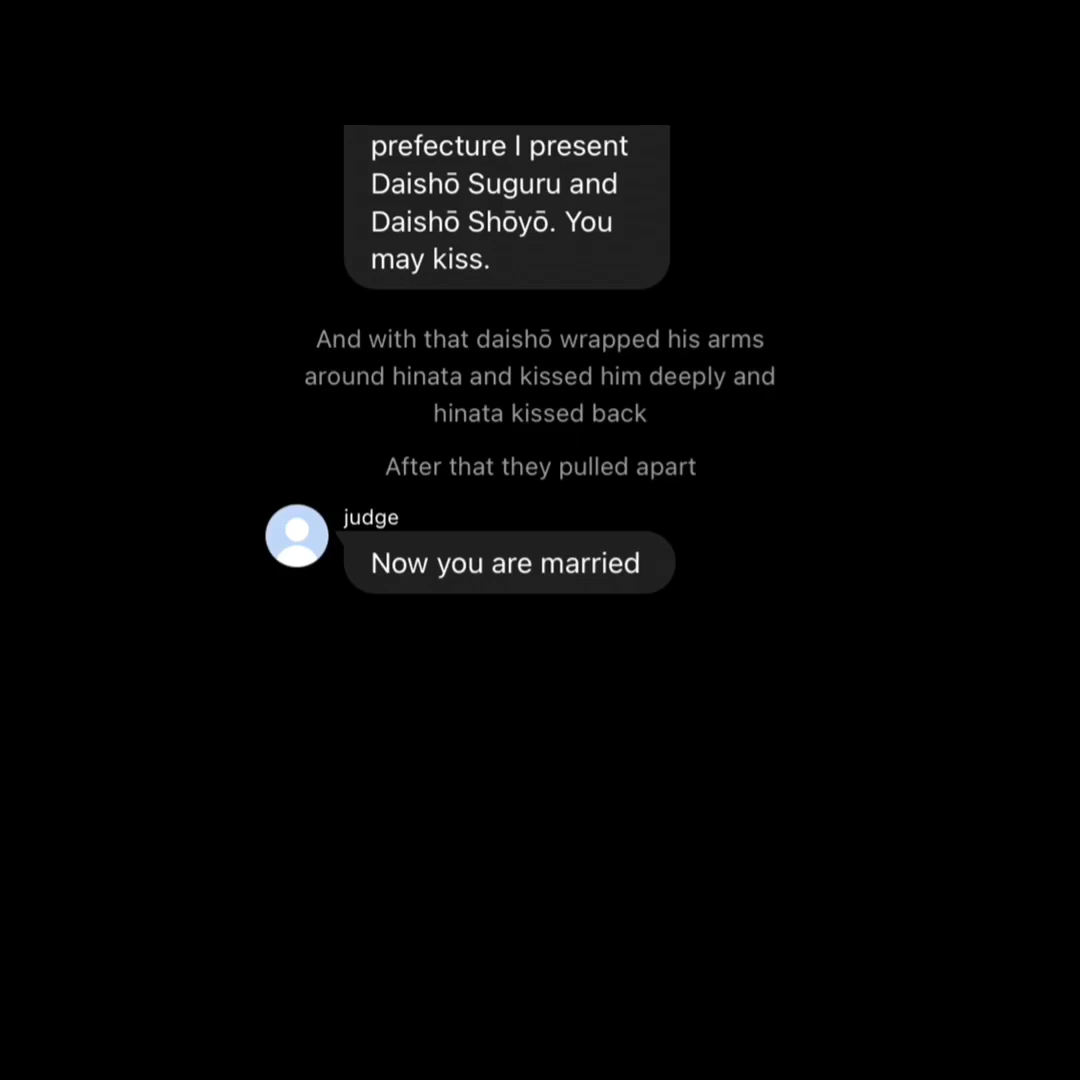 prefecture I present
Daishō Suguru and
Daishō Shōyō. You
may kiss.
And with that daishō wrapped his arms
around hinata and kissed him deeply and
hinata kissed back
After that they pulled apart
judge
Now you are married